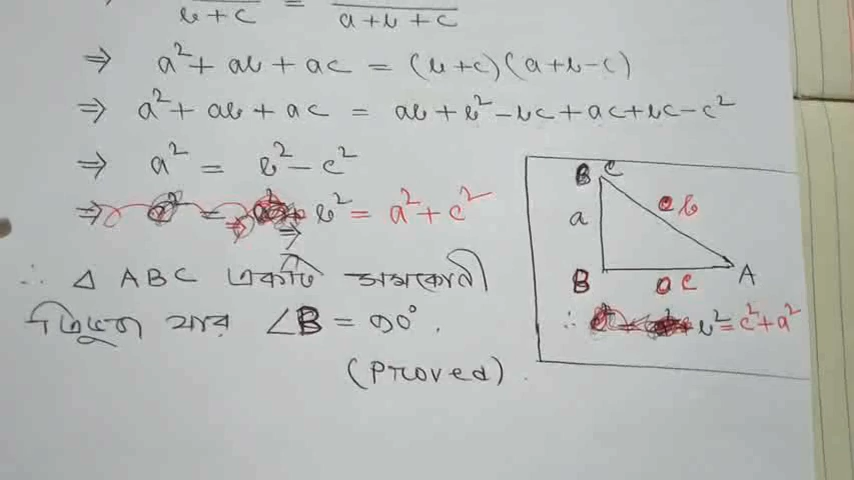 b+c = a+b+c
⇒ a² + ab + ac = (b+c)(a+b−c)
⇒ a² + ab + ac = ab + b² − bc + ac + bc − c²
⇒ a² = b² − c²
⇒ b² = a² + c²
∴ Δ ABC একটি সমকোণী
ত্রিভুজ যার ∠B = ৯০°.
(Proved).
C
a
b
B
c
A
∴ b² = c² + a²